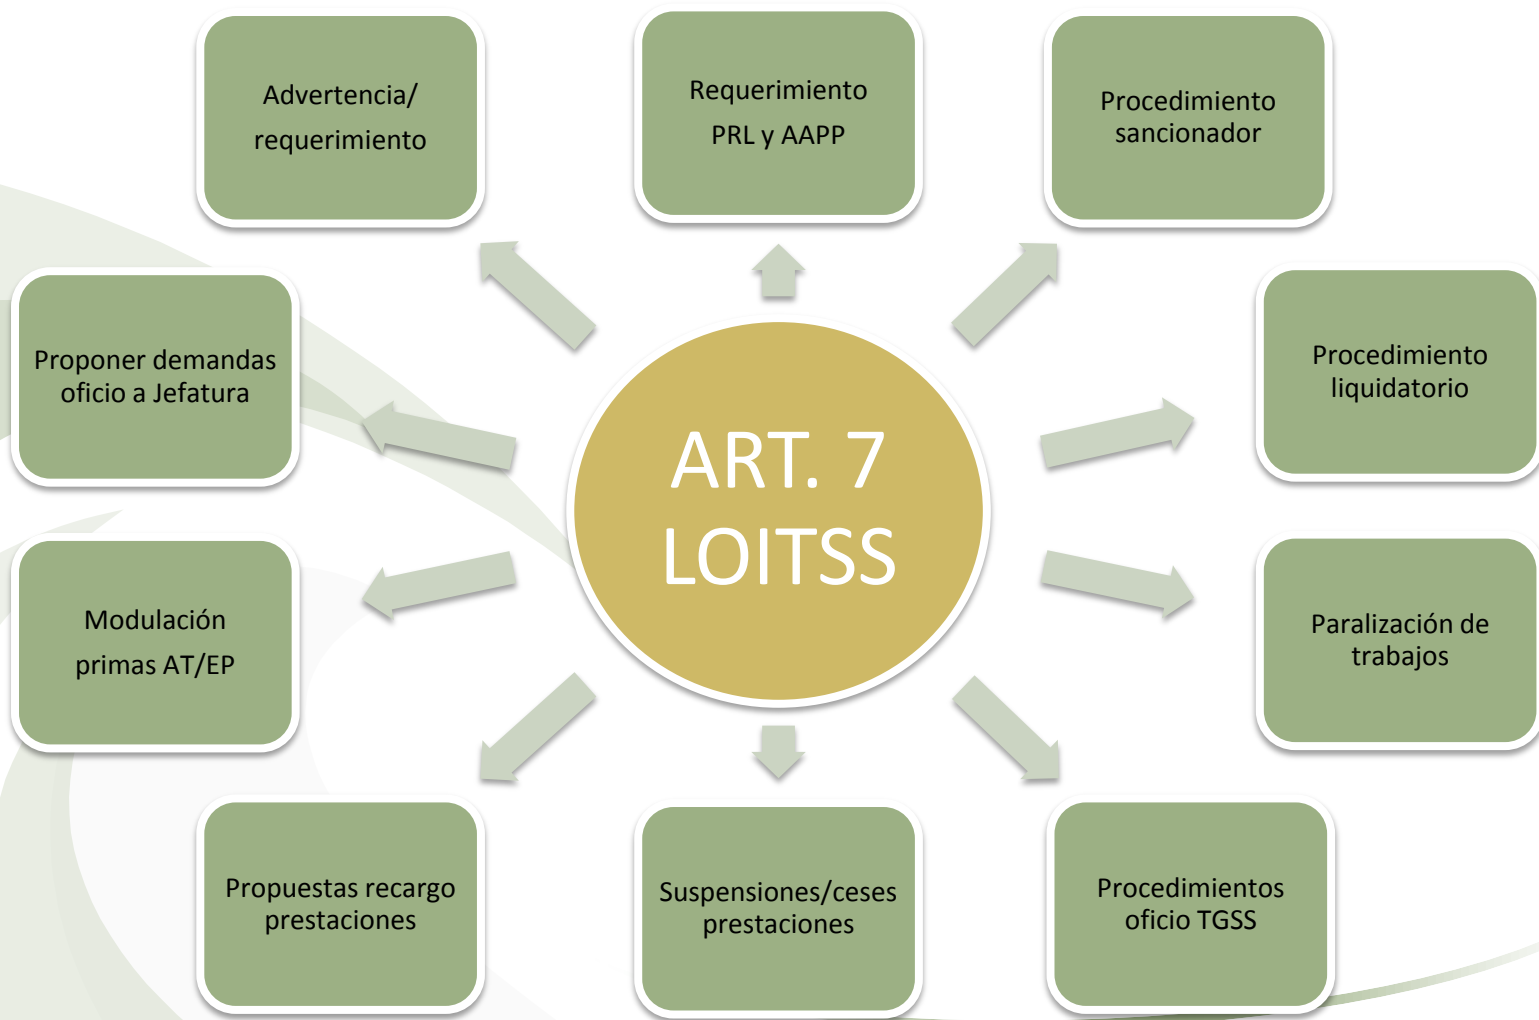 Advertencia/
requerimiento
Requerimiento
PRL y AAPP
Procedimiento
sancionador
Proponer demandas
oficio a Jefatura
Procedimiento
liquidatorio
ART. 7
LOITSS
Modulación
primas AT/EP
Paralización de
trabajos
Propuestas recargo
prestaciones
Suspensiones/ceses
prestaciones
Procedimientos
oficio TGSS